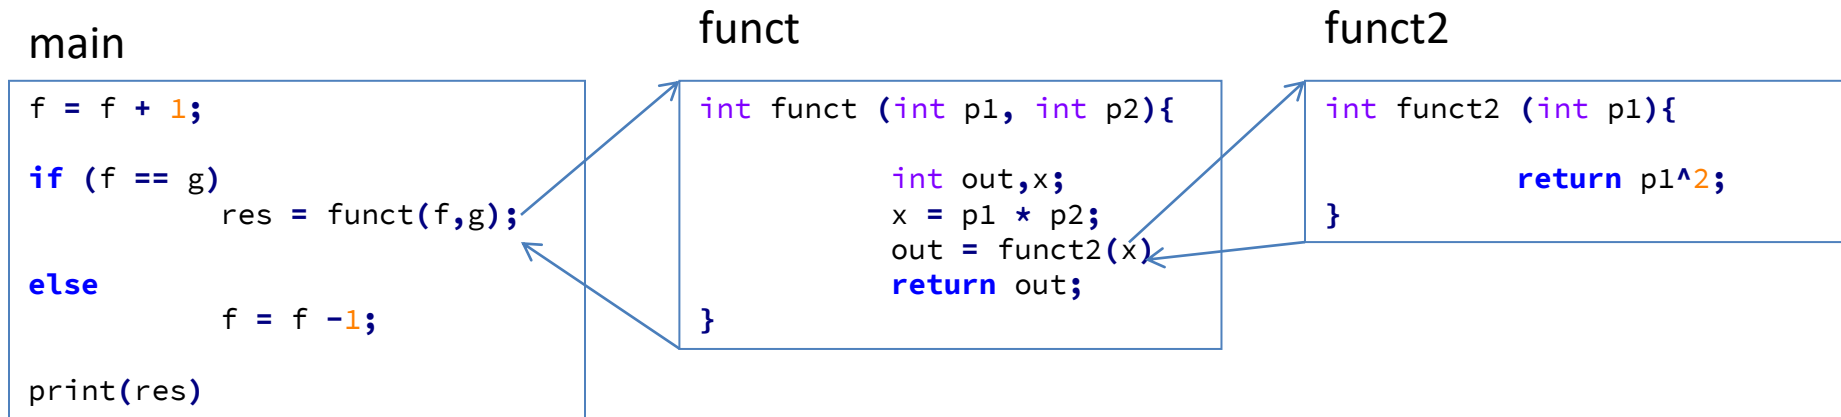 main
f = f + 1;
if (f == g)
res = funct(f,g);
else
f = f -1;
print(res)
funct
int funct (int p1, int p2){
int out,x;
x = p1 * p2;
out = funct2(x)
return out;
}
funct2
int funct2 (int p1){
return p1^2;
}